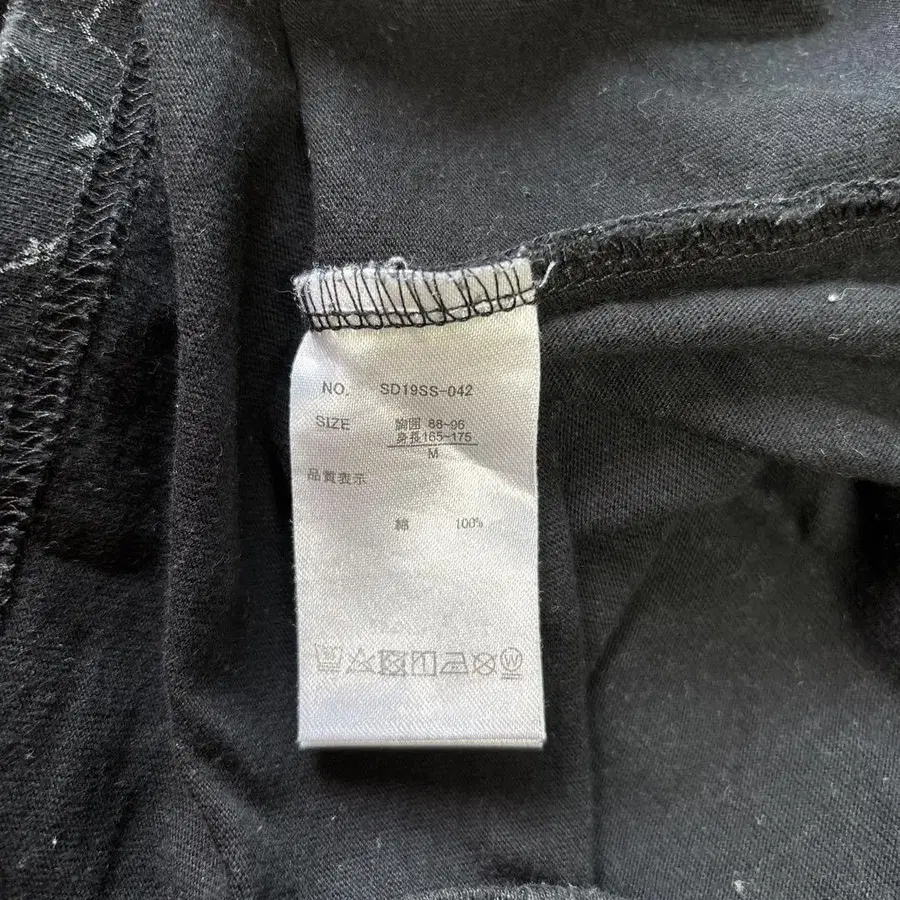 NO. SD19SS-042
SIZE 胸囲 88~96
身長165-175
M
品質表示
綿 100%
W